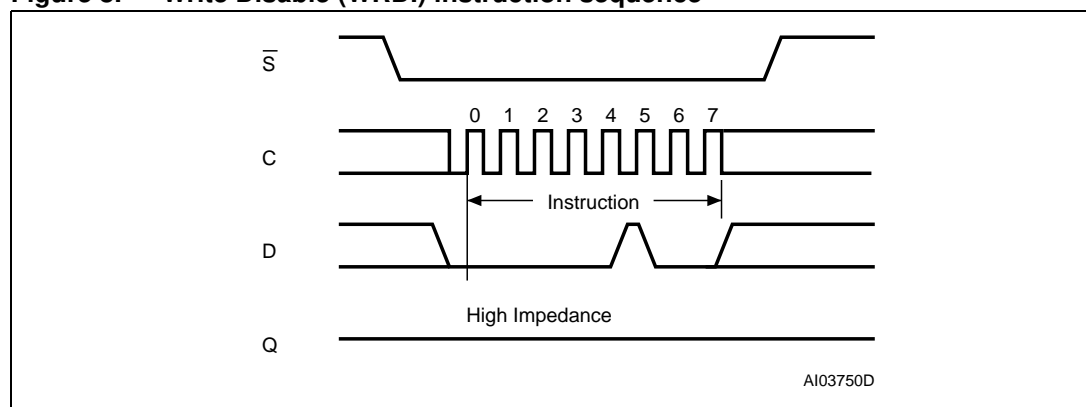 Write Disable (WRDI) instruction sequence
S
0 1 2 3 4 5 6 7
C
Instruction
D
High Impedance
Q
AI03750D